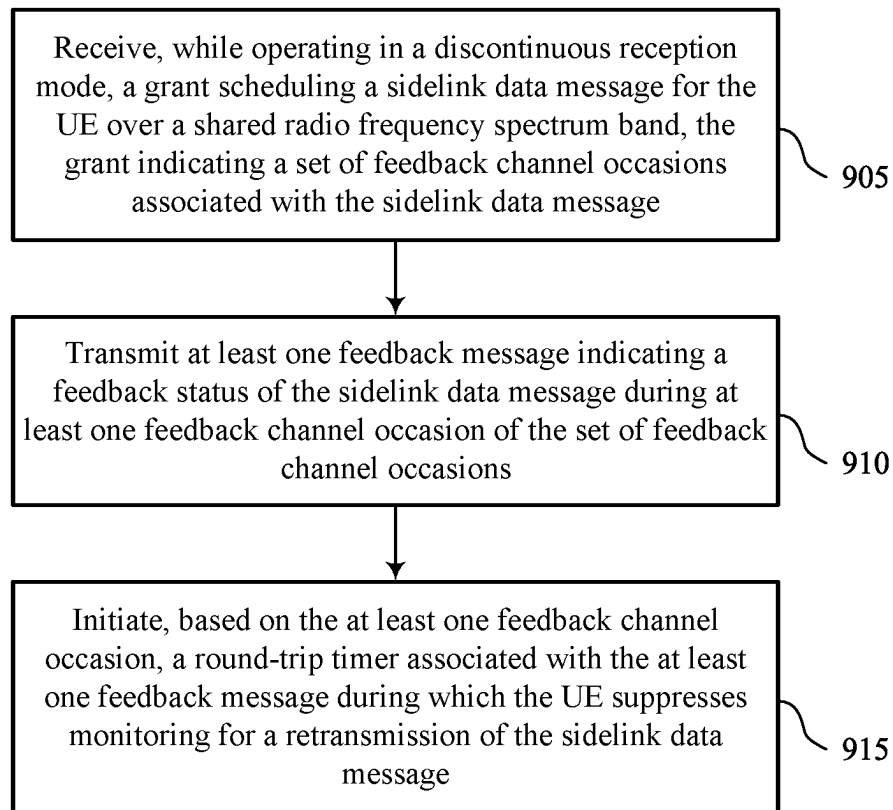 Receive, while operating in a discontinuous reception
mode, a grant scheduling a sidelink data message for the
UE over a shared radio frequency spectrum band, the
grant indicating a set of feedback channel occasions
associated with the sidelink data message
905
Transmit at least one feedback message indicating a
feedback status of the sidelink data message during at
least one feedback channel occasion of the set of feedback
channel occasions
910
Initiate, based on the at least one feedback channel
occasion, a round-trip timer associated with the at least
one feedback message during which the UE suppresses
monitoring for a retransmission of the sidelink data
message
915